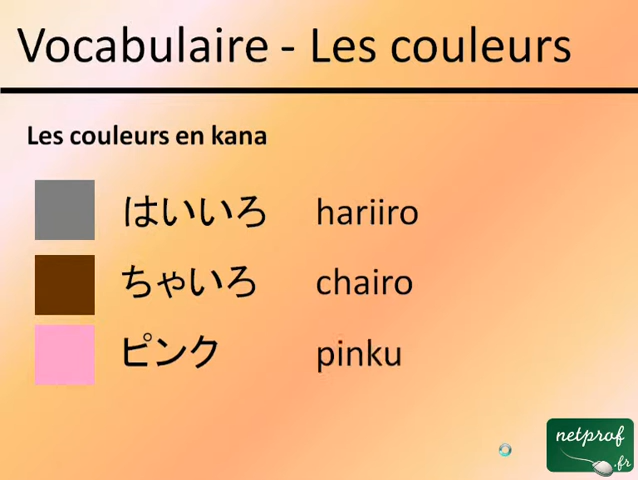 Vocabulaire - Les couleurs
Les couleurs en kana
はいいろ hariiro
ちゃいろ chairo
ピンク pinku
netprof
.fr